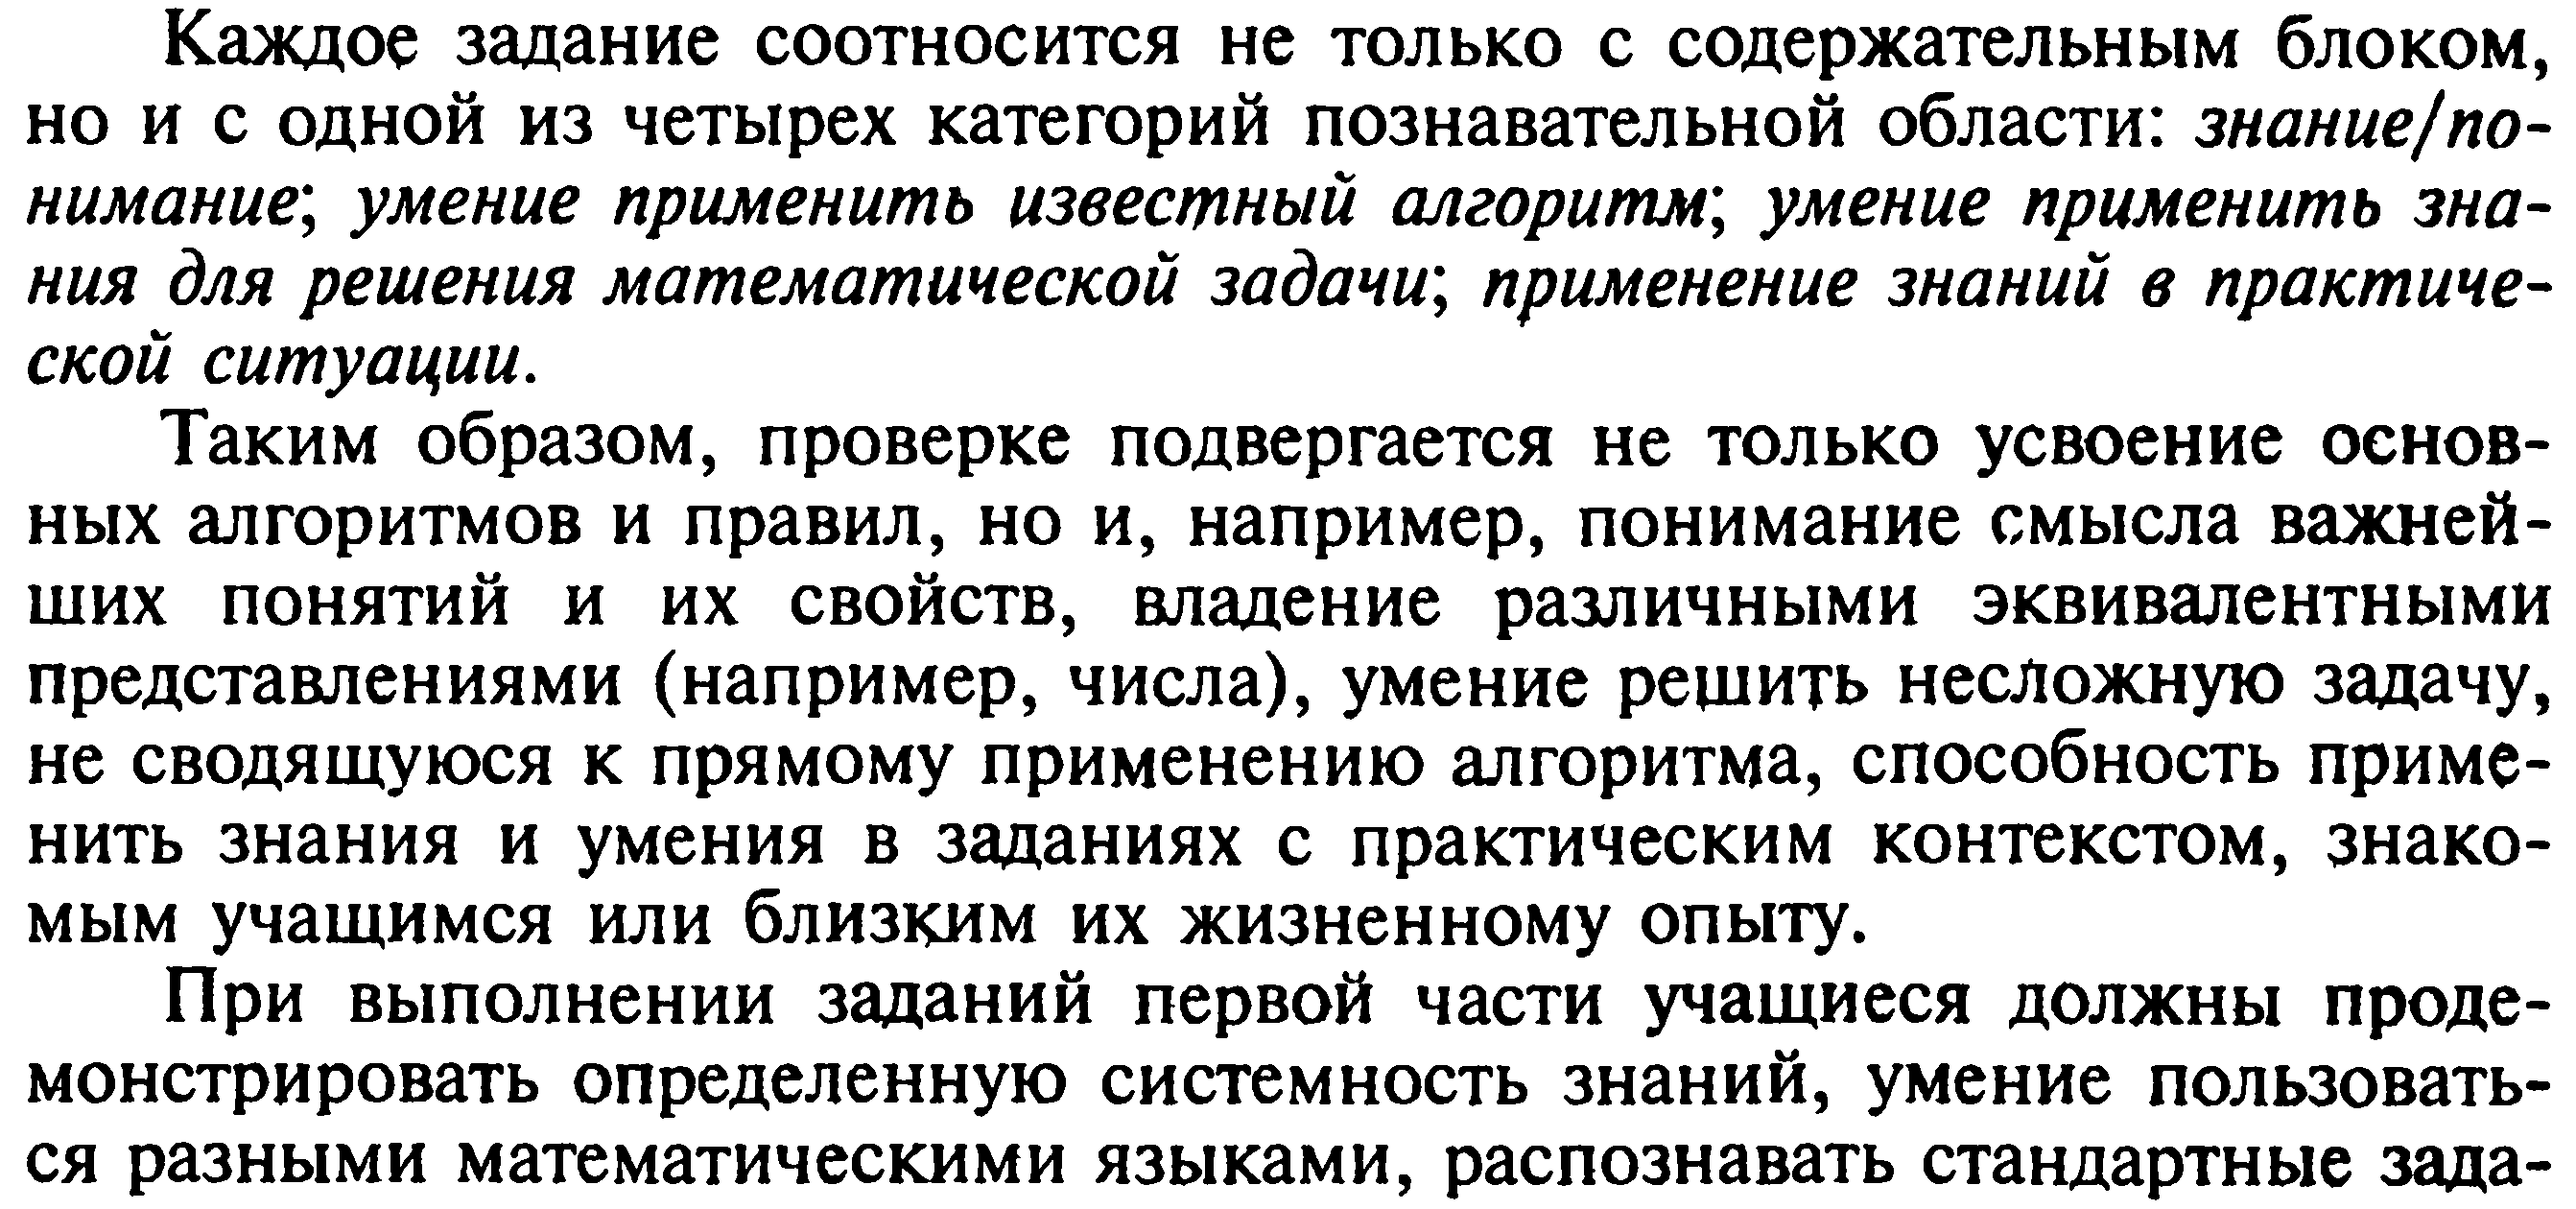 Каждое задание соотносится не только с содержательным блоком,
но и с одной из четырех категорий познавательной области: знание/по-
нимание; умение применить известный алгоритм; умение применить зна-
ния для решения математической задачи; применение знаний в практиче-
ской ситуации.
Таким образом, проверке подвергается не только усвоение основ-
ных алгоритмов и правил, но и, например, понимание смысла важней-
ших понятий и их свойств, владение различными эквивалентными
представлениями (например, числа), умение решить несложную задачу,
не сводящуюся к прямому применению алгоритма, способность приме-
нить знания и умения в заданиях с практическим контекстом, знако-
мым учащимся или близким их жизненному опыту.
При выполнении заданий первой части учащиеся должны проде-
монстрировать определенную системность знаний, умение пользовать-
ся разными математическими языками, распознавать стандартные зада-